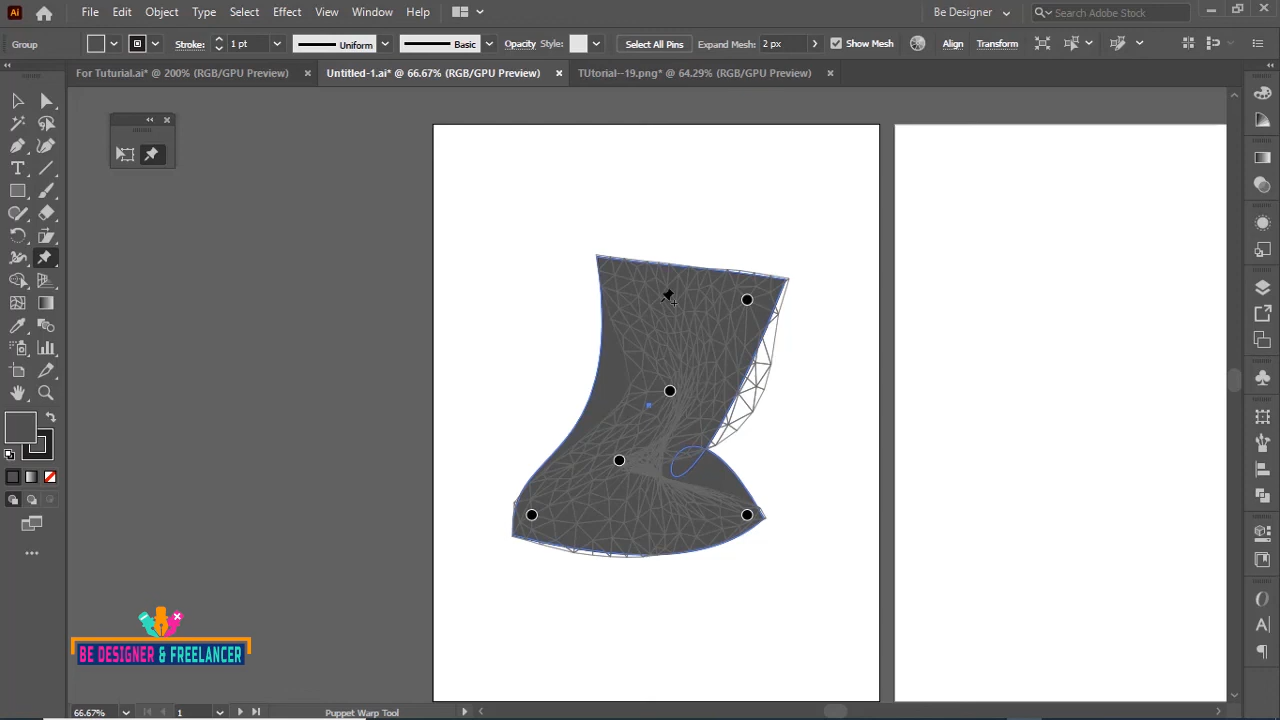 Ai File Edit Object Type Select Effect View Window Help Be Designer Search Adobe Stock
Group Stroke: 1 pt Uniform Basic Opacity Style: Select All Pins Expand Mesh: 2 px Show Mesh Align Transform
For Tuturial.ai* @ 200% (RGB/GPU Preview) × Untitled-1.ai* @ 66.67% (RGB/GPU Preview) × TUtorial--19.png* @ 64.29% (RGB/GPU Preview) ×
BE DESIGNER & FREELANCER
66.67% 1 Puppet Warp Tool